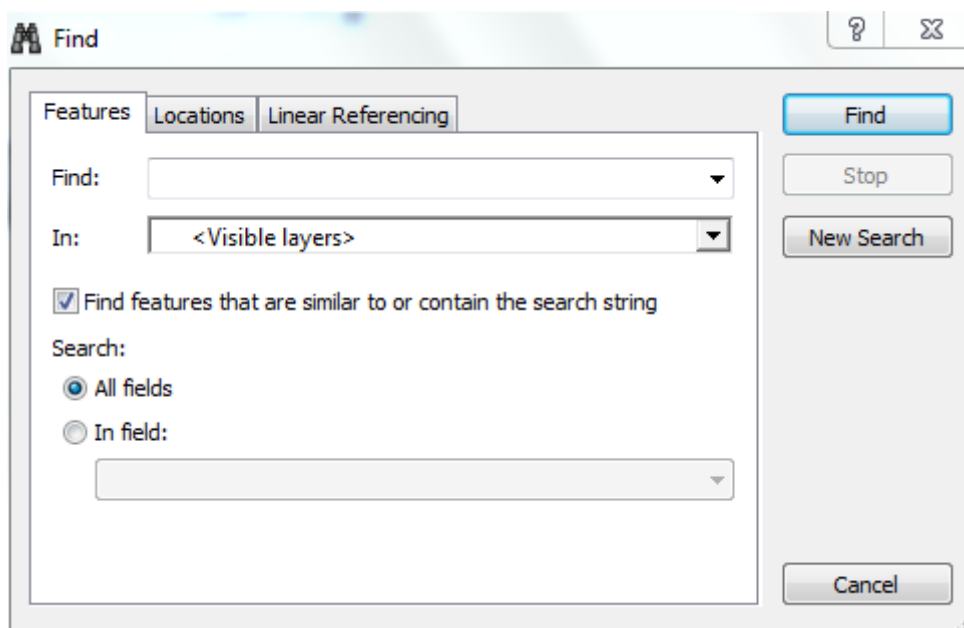 Find
Features Locations Linear Referencing
Find
Find:
Stop
In: <Visible layers>
New Search
Find features that are similar to or contain the search string
Search:
All fields
In field:
Cancel